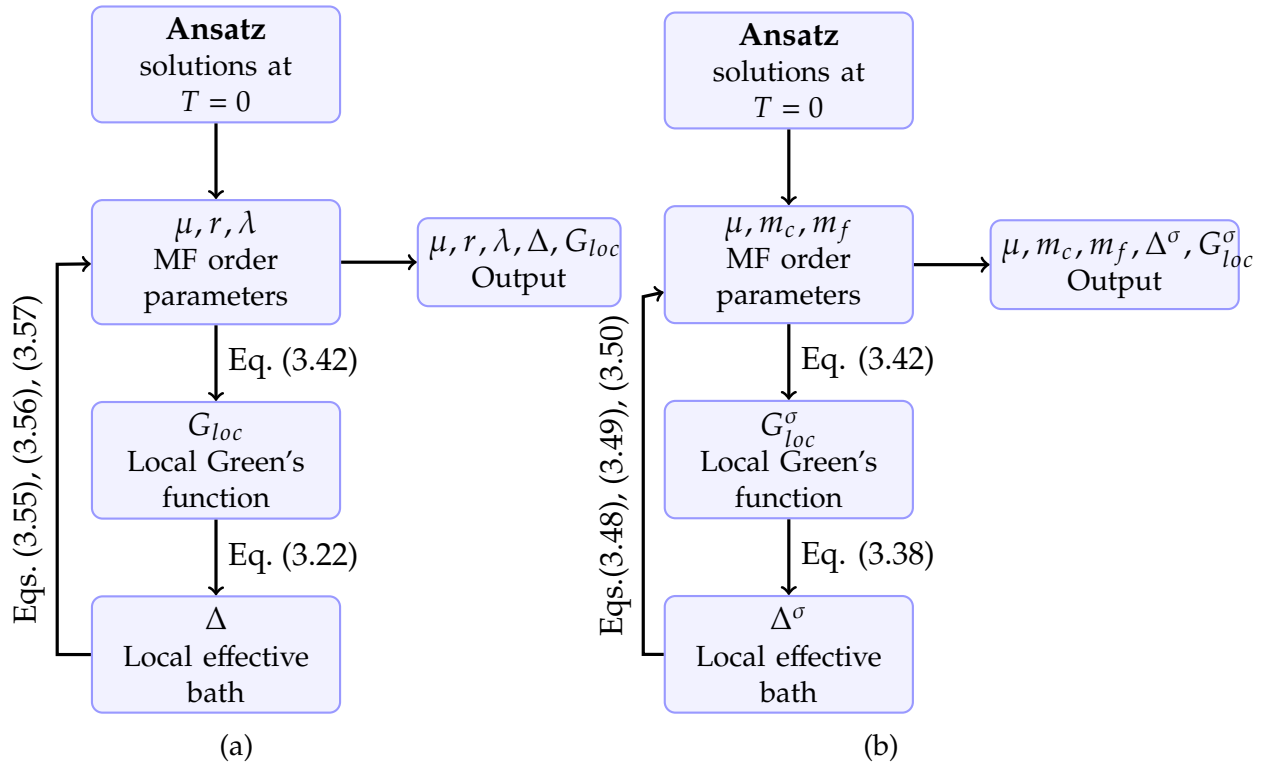 Ansatz
solutions at
T = 0
μ, r, λ
MF order
parameters
μ, r, λ, Δ, G_loc
Output
Eq. (3.42)
G_loc
Local Green's
function
Eq. (3.22)
Δ
Local effective
bath
Eqs. (3.55), (3.56), (3.57)
(a)
Ansatz
solutions at
T = 0
μ, m_c, m_f
MF order
parameters
μ, m_c, m_f, Δ^σ, G^σ_loc
Output
Eq. (3.42)
G^σ_loc
Local Green's
function
Eq. (3.38)
Δ^σ
Local effective
bath
Eqs.(3.48), (3.49), (3.50)
(b)